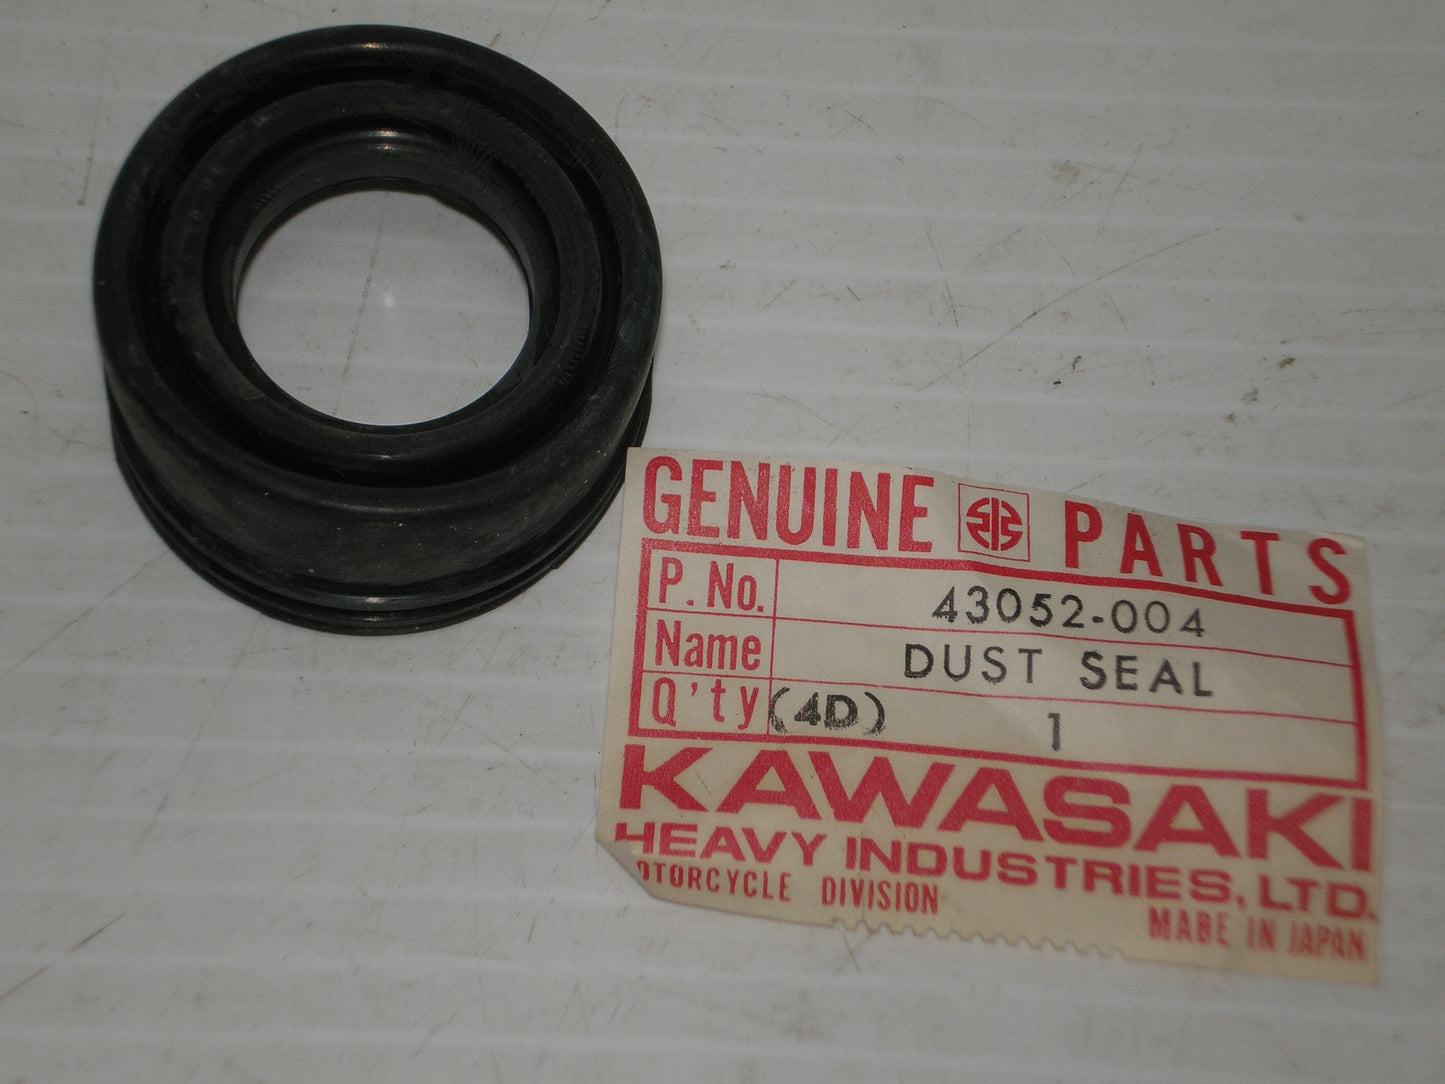 GENUINE PARTS
P. No. 43052-004
Name DUST SEAL
Q'ty (4D) 1
KAWASAKI
HEAVY INDUSTRIES, LTD.
OTORCYCLE DIVISION
MADE IN JAPAN